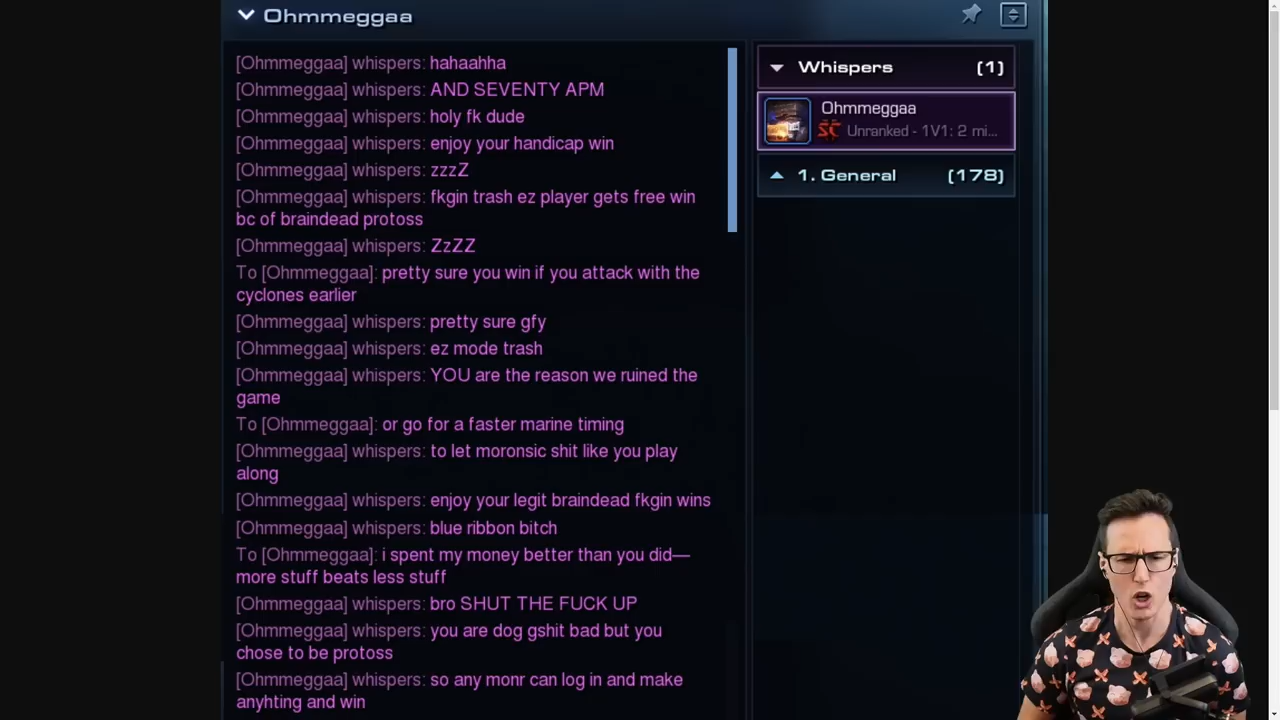 Ohmmeggaa
[Ohmmeggaa] whispers: hahaahha
[Ohmmeggaa] whispers: AND SEVENTY APM
[Ohmmeggaa] whispers: holy fk dude
[Ohmmeggaa] whispers: enjoy your handicap win
[Ohmmeggaa] whispers: zzzZ
[Ohmmeggaa] whispers: fkgin trash ez player gets free win
bc of braindead protoss
[Ohmmeggaa] whispers: ZzZZ
To [Ohmmeggaa]: pretty sure you win if you attack with the
cyclones earlier
[Ohmmeggaa] whispers: pretty sure gfy
[Ohmmeggaa] whispers: ez mode trash
[Ohmmeggaa] whispers: YOU are the reason we ruined the
game
To [Ohmmeggaa]: or go for a faster marine timing
[Ohmmeggaa] whispers: to let moronsic shit like you play
along
[Ohmmeggaa] whispers: enjoy your legit braindead fkgin wins
[Ohmmeggaa] whispers: blue ribbon bitch
To [Ohmmeggaa]: i spent my money better than you did—
more stuff beats less stuff
[Ohmmeggaa] whispers: bro SHUT THE FUCK UP
[Ohmmeggaa] whispers: you are dog gshit bad but you
chose to be protoss
[Ohmmeggaa] whispers: so any monr can log in and make
anyhting and win
Whispers (1)
Ohmmeggaa
SC Unranked - 1V1: 2 mi...
1. General (178)